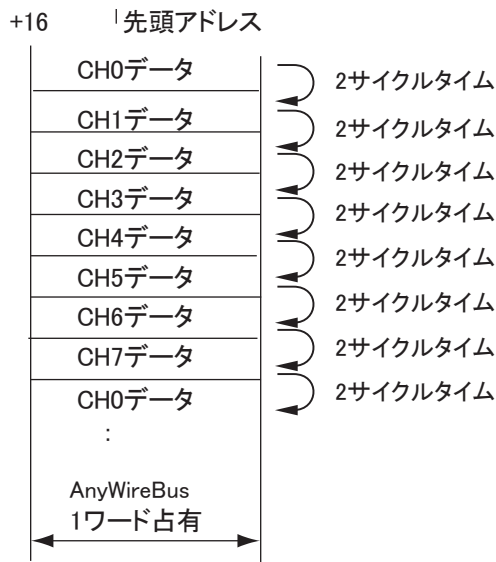 +16 先頭アドレス
CH0データ 2サイクルタイム
CH1データ 2サイクルタイム
CH2データ 2サイクルタイム
CH3データ 2サイクルタイム
CH4データ 2サイクルタイム
CH5データ 2サイクルタイム
CH6データ 2サイクルタイム
CH7データ 2サイクルタイム
CH0データ 2サイクルタイム
:
AnyWireBus
1ワード占有